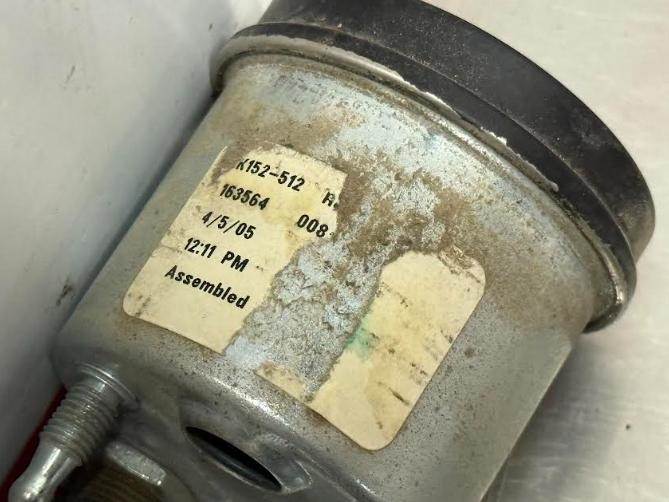 K152-512 R
163564 008
4/5/05
12:11 PM
Assembled